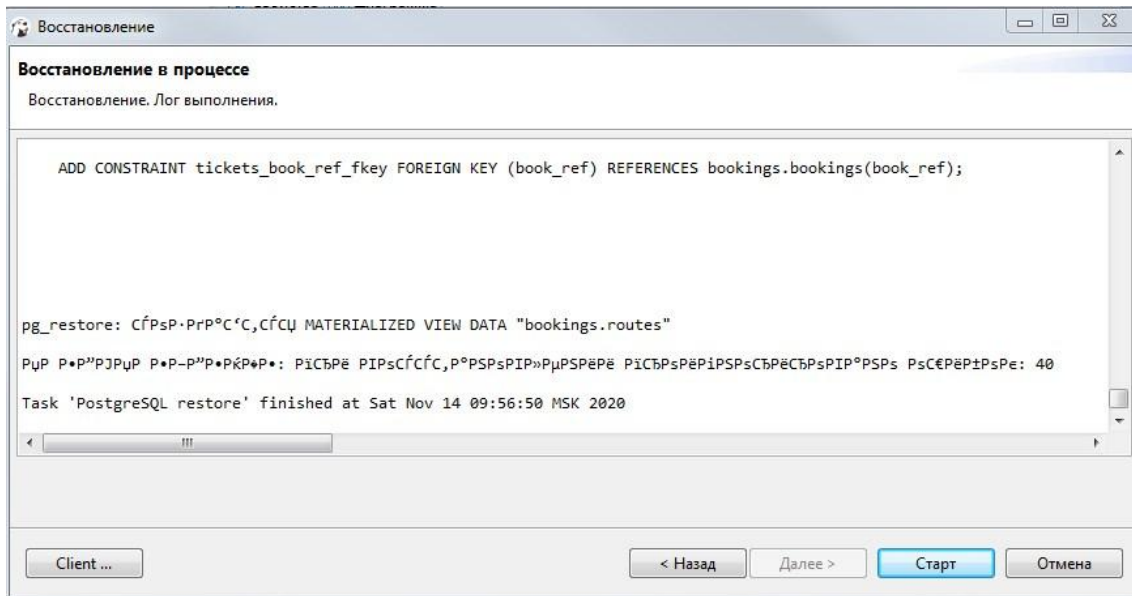 Восстановление
Восстановление в процессе
Восстановление. Лог выполнения.
ADD CONSTRAINT tickets_book_ref_fkey FOREIGN KEY (book_ref) REFERENCES bookings.bookings(book_ref);
pg_restore: СЃРѕР·РґР°С‘С‚СЃСЏ MATERIALIZED VIEW DATA "bookings.routes"
40
Task 'PostgreSQL restore' finished at Sat Nov 14 09:56:50 MSK 2020
Client ...
< Назад
Далее >
Старт
Отмена